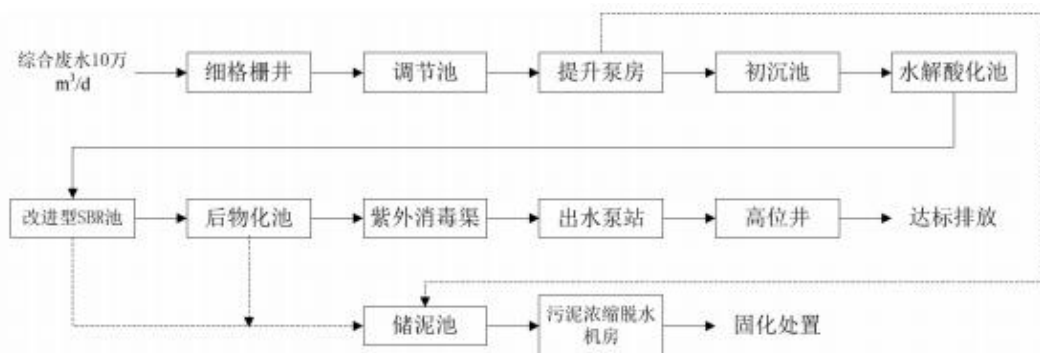 综合废水10万
m³/d
细格栅井
调节池
提升泵房
初沉池
水解酸化池
改进型SBR池
后物化池
紫外消毒渠
出水泵站
高位井
达标排放
储泥池
污泥浓缩脱水
机房
固化处置